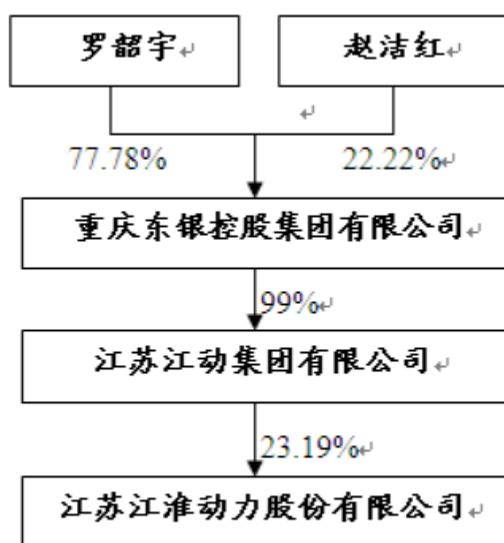 罗韶宇 赵洁红
77.78% 22.22%
重庆东银控股集团有限公司
99%
江苏江动集团有限公司
23.19%
江苏江淮动力股份有限公司